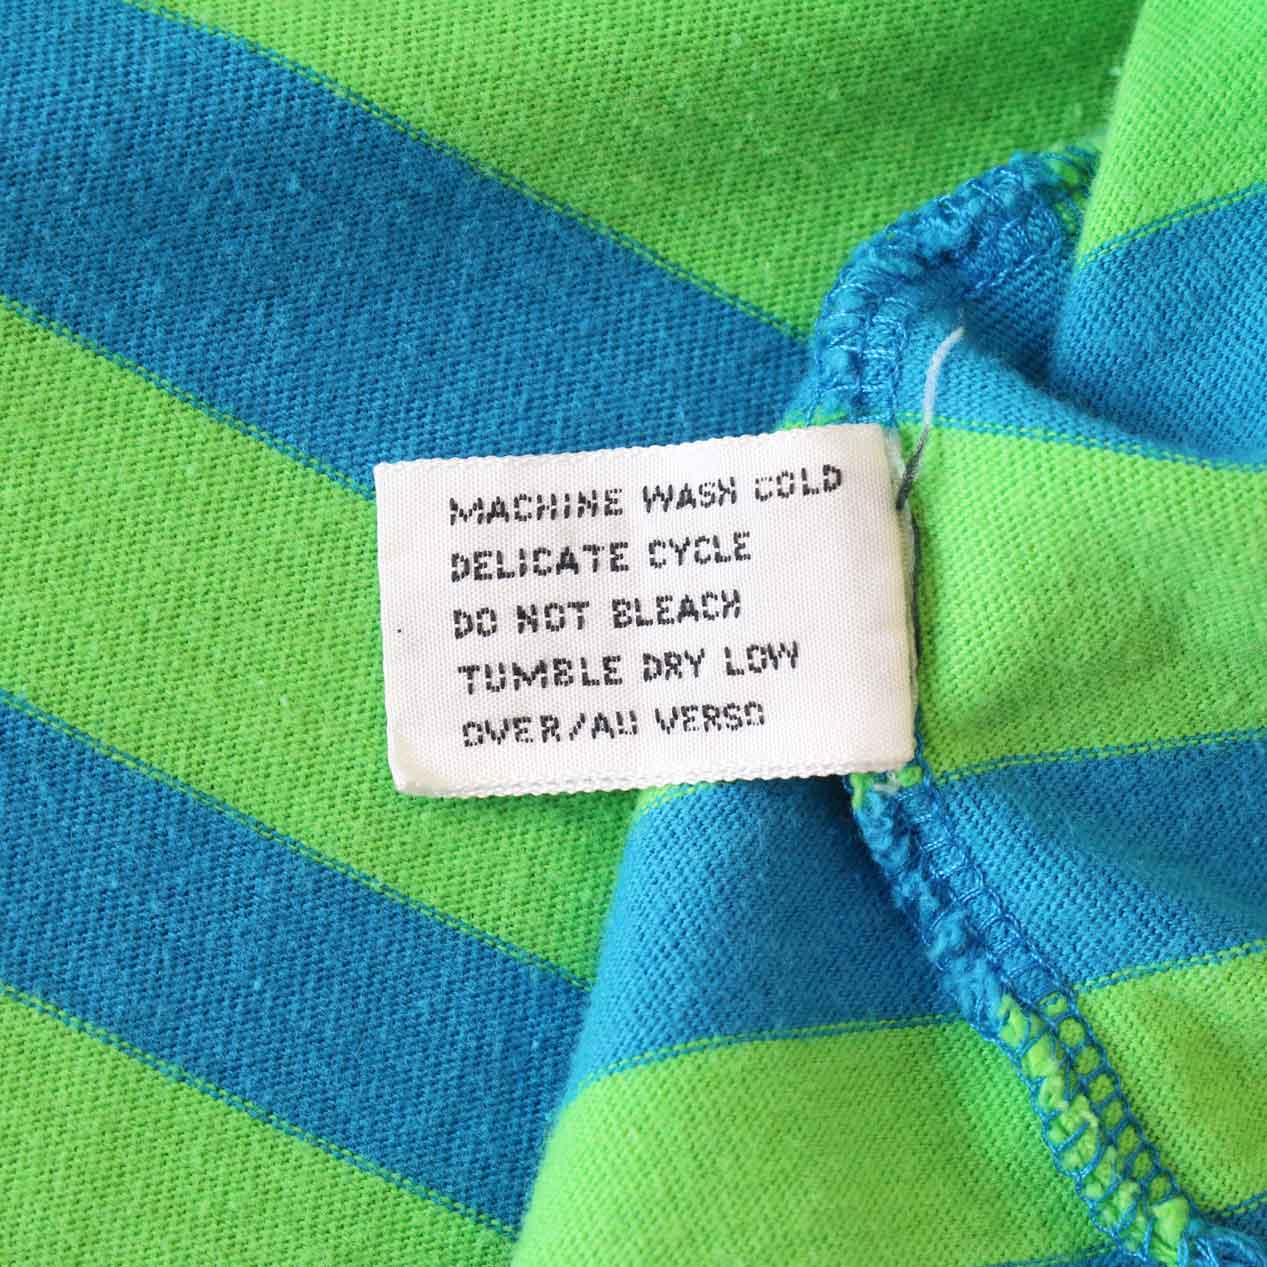 MACHINE WASH COLD
DELICATE CYCLE
DO NOT BLEACH
TUMBLE DRY LOW
OVER/AU VERSO